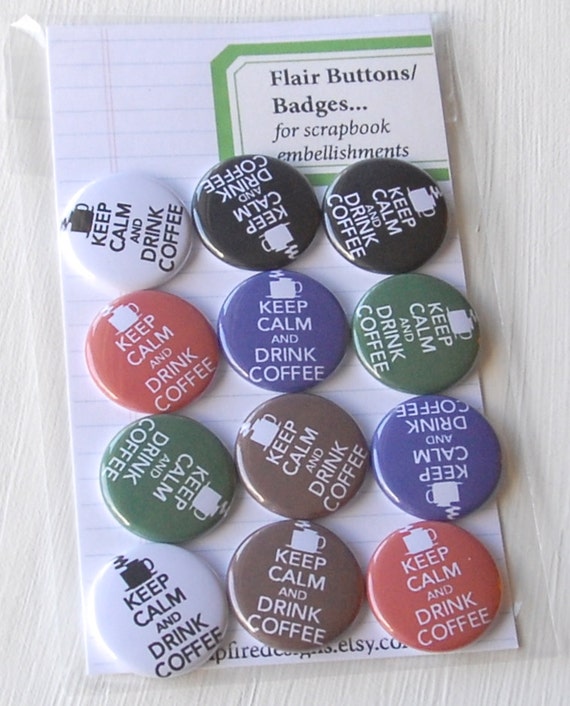 Flair Buttons/
Badges...
for scrapbook
embellishments
KEEP
CALM
AND
DRINK
COFFEE
KEEP
CALM
AND
DRINK
COFFEE
KEEP
CALM
AND
DRINK
COFFEE
KEEP
CALM
AND
DRINK
COFFEE
KEEP
CALM
AND
DRINK
COFFEE
KEEP
CALM
AND
DRINK
COFFEE
KEEP
CALM
AND
DRINK
COFFEE
KEEP
CALM
AND
DRINK
COFFEE
KEEP
CALM
AND
DRINK
COFFEE
KEEP
CALM
AND
DRINK
COFFEE
KEEP
CALM
AND
DRINK
COFFEE
KEEP
CALM
AND
DRINK
COFFEE
pfiredesigns.etsy.co